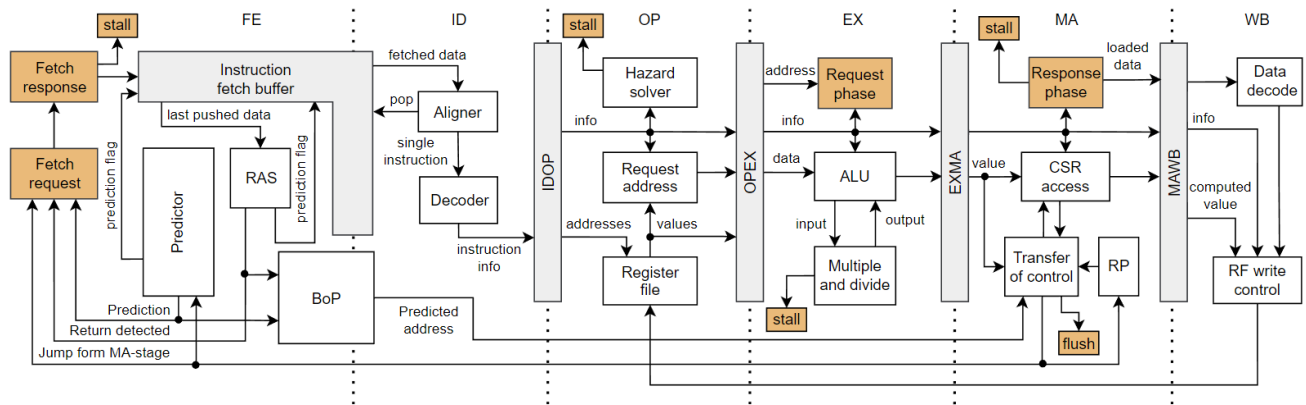 FE
ID
OP
EX
MA
WB
stall
Fetch
response
Instruction
fetch buffer
fetched data
pop
Aligner
last pushed data
single
instruction
Fetch
request
prediction flag
Predictor
RAS
prediction flag
Decoder
instruction
info
BoP
Prediction
Return detected
Jump form MA-stage
Predicted
address
IDOP
stall
Hazard
solver
info
Request
address
addresses
values
Register
file
OPEX
address
Request
phase
info
data
ALU
input
output
Multiple
and divide
stall
EXMA
stall
Response
phase
loaded
data
value
CSR
access
Transfer
of control
RP
flush
MAWB
Data
decode
info
computed
value
RF write
control